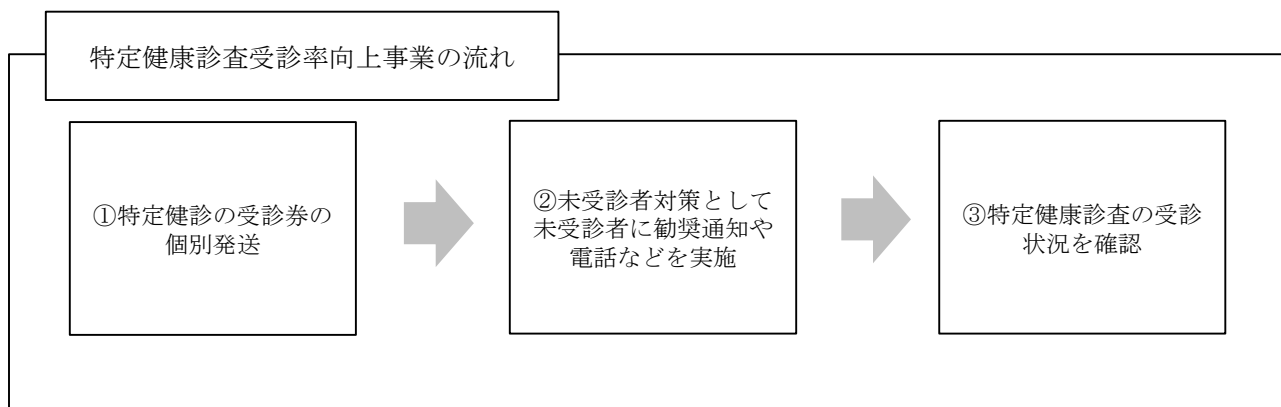 特定健康診査受診率向上事業の流れ
①特定健診の受診券の
個別発送
②未受診者対策として
未受診者に勧奨通知や
電話などを実施
③特定健康診査の受診
状況を確認